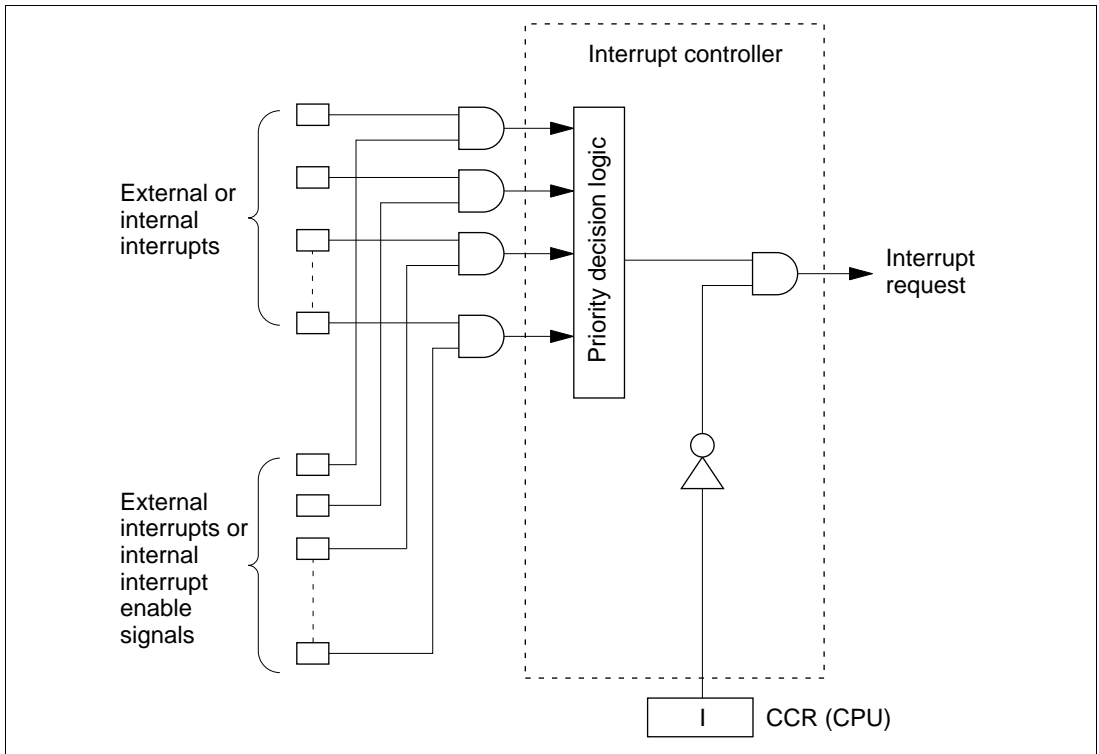 Interrupt controller
External or
internal
interrupts
Priority decision logic
Interrupt
request
External
interrupts or
internal
interrupt
enable
signals
I
CCR (CPU)